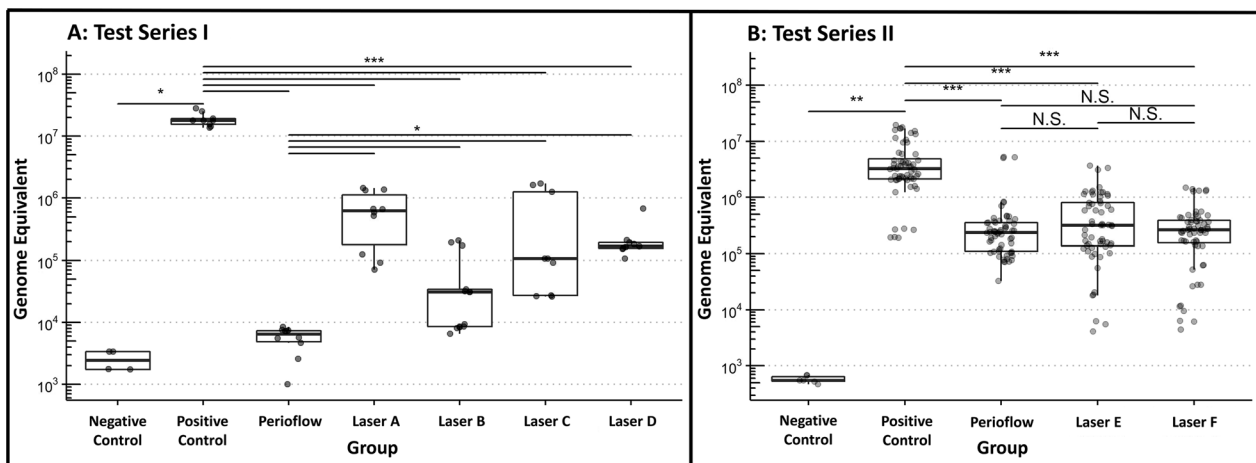 A: Test Series I
***
*
*
10⁸
10⁷
10⁶
10⁵
10⁴
10³
Genome Equivalent
Negative Control
Positive Control
Perioflow
Laser A
Laser B
Laser C
Laser D
Group
B: Test Series II
***
***
**
***
N.S.
N.S.
N.S.
10⁸
10⁷
10⁶
10⁵
10⁴
10³
Genome Equivalent
Negative Control
Positive Control
Perioflow
Laser E
Laser F
Group